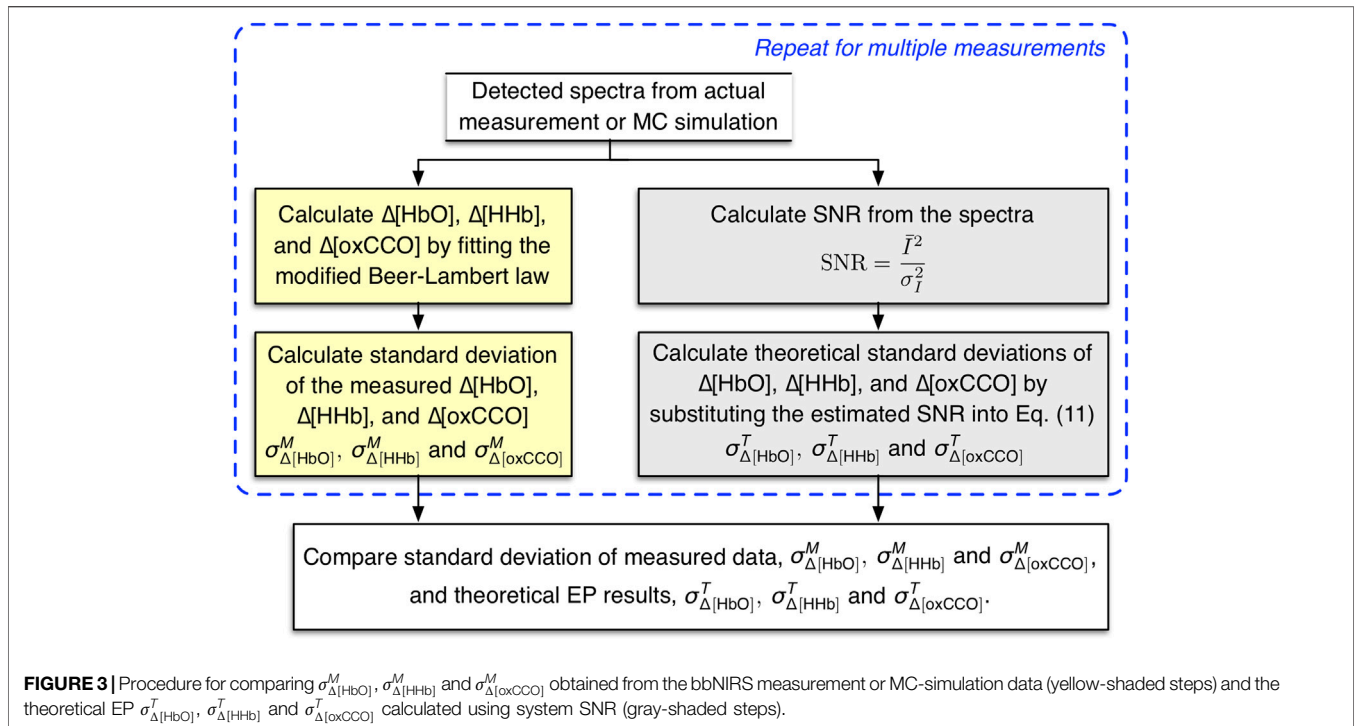 Repeat for multiple measurements
Detected spectra from actual
measurement or MC simulation
Calculate Δ[HbO], Δ[HHb],
and Δ[oxCCO] by fitting the
modified Beer-Lambert law
Calculate SNR from the spectra
SNR = Ī² / σ_I²
Calculate standard deviation
of the measured Δ[HbO],
Δ[HHb], and Δ[oxCCO]
σ^M_Δ[HbO], σ^M_Δ[HHb] and σ^M_Δ[oxCCO]
Calculate theoretical standard deviations of
Δ[HbO], Δ[HHb], and Δ[oxCCO] by
substituting the estimated SNR into Eq. (11)
σ^T_Δ[HbO], σ^T_Δ[HHb] and σ^T_Δ[oxCCO]
Compare standard deviation of measured data, σ^M_Δ[HbO], σ^M_Δ[HHb] and σ^M_Δ[oxCCO],
and theoretical EP results, σ^T_Δ[HbO], σ^T_Δ[HHb] and σ^T_Δ[oxCCO].
FIGURE 3 | Procedure for comparing σ^M_Δ[HbO], σ^M_Δ[HHb] and σ^M_Δ[oxCCO] obtained from the bbNIRS measurement or MC-simulation data (yellow-shaded steps) and the
theoretical EP σ^T_Δ[HbO], σ^T_Δ[HHb] and σ^T_Δ[oxCCO] calculated using system SNR (gray-shaded steps).